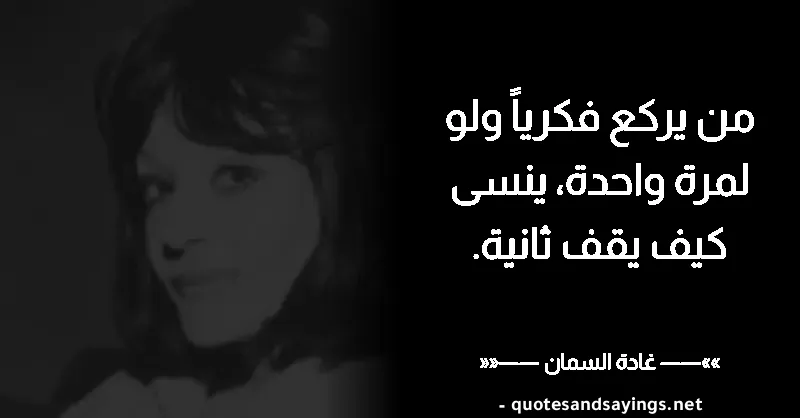 من يركع فكرياً ولو
لمرة واحدة، ينسى
كيف يقف ثانية.
»»—— غادة السمان ——««
- quotesandsayings.net